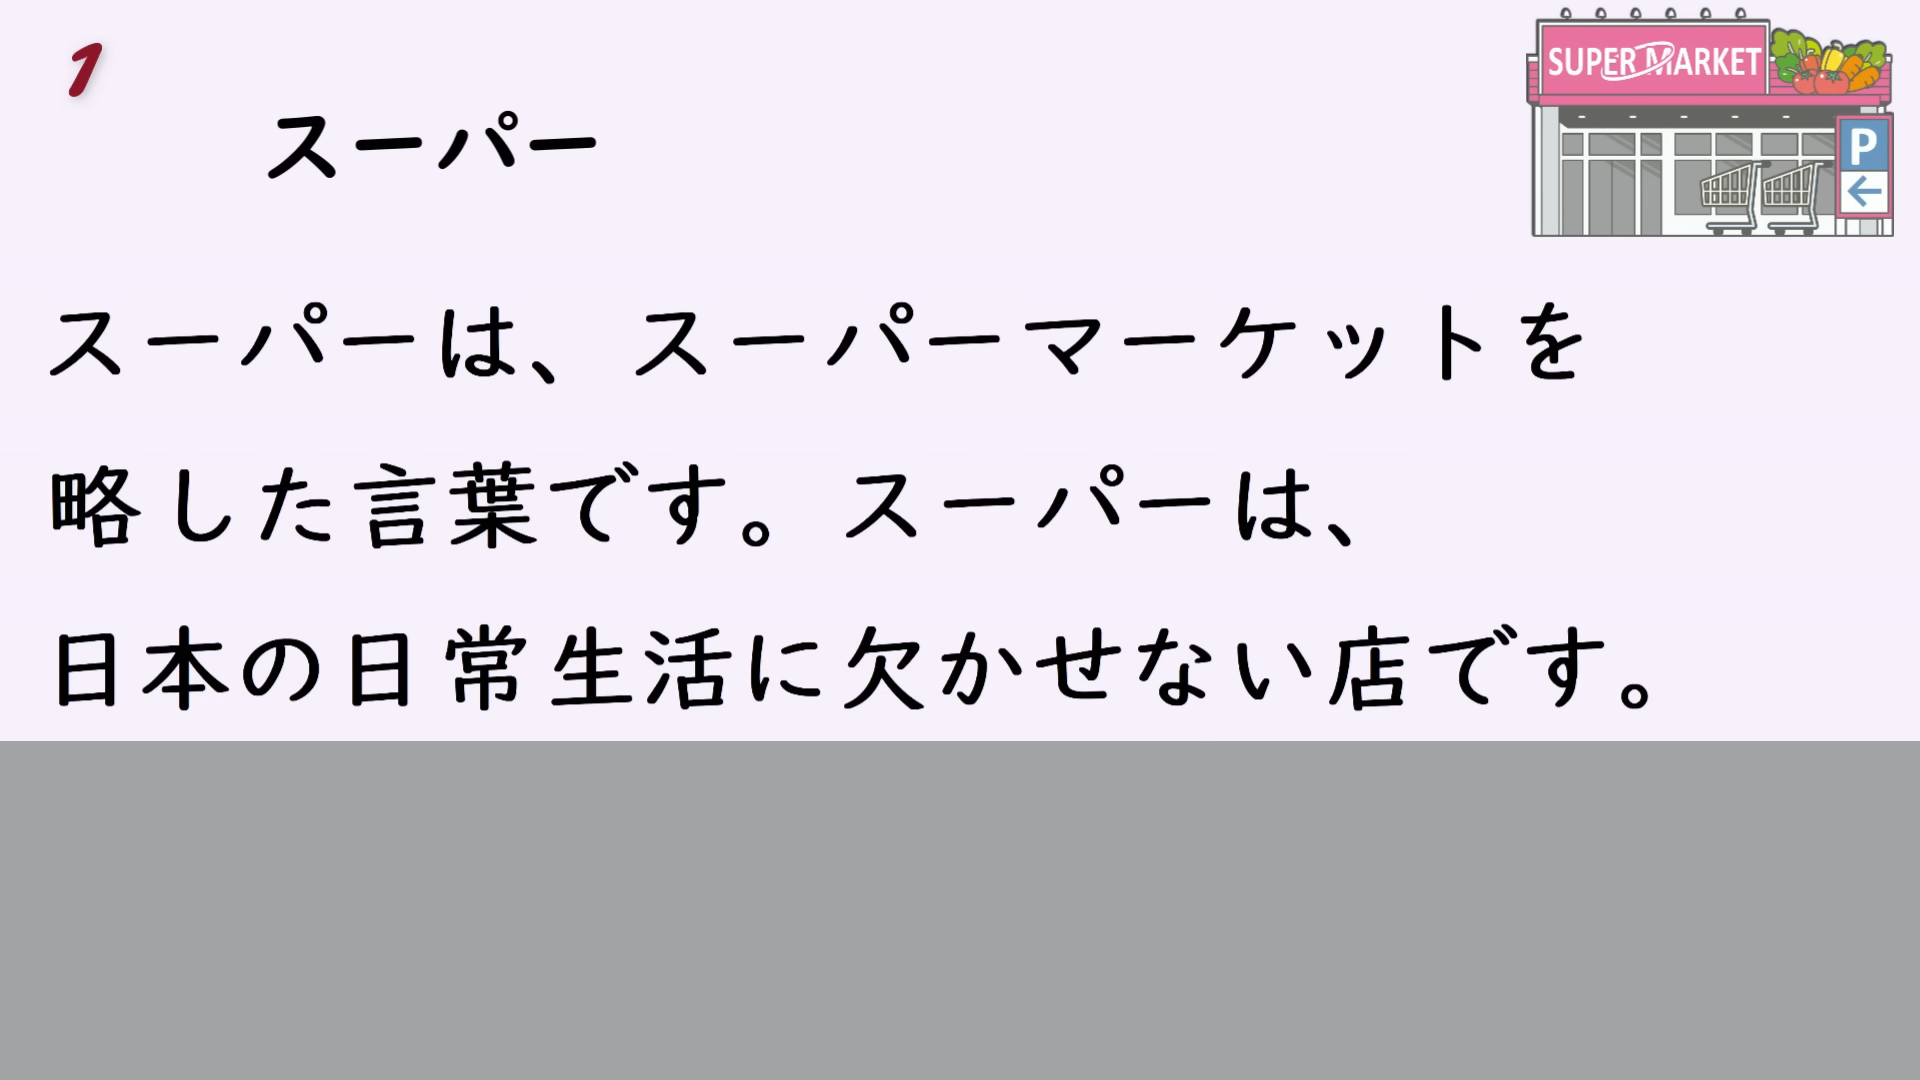 1
SUPER MARKET
P
スーパー
スーパーは、スーパーマーケットを
略した言葉です。スーパーは、
日本の日常生活に欠かせない店です。